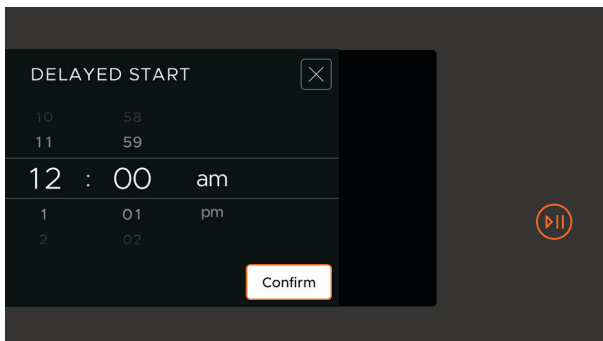 DELAYED START
10 58
11 59
12 : 00 am
1 01 pm
2 02
Confirm